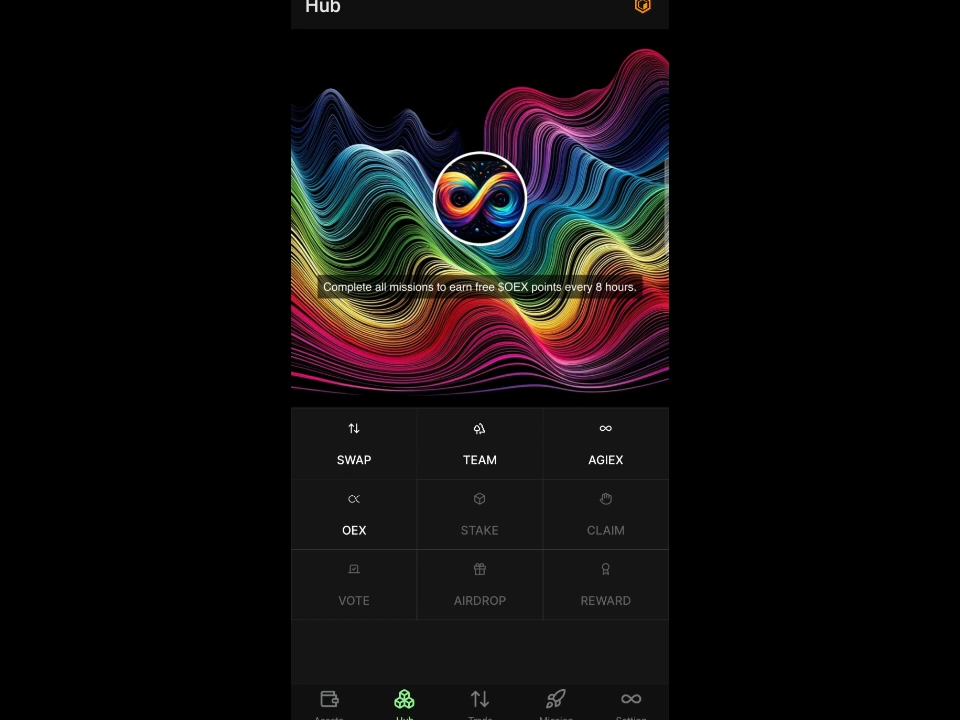 Hub
Complete all missions to earn free $OEX points every 8 hours.
SWAP
TEAM
AGIEX
OEX
STAKE
CLAIM
VOTE
AIRDROP
REWARD